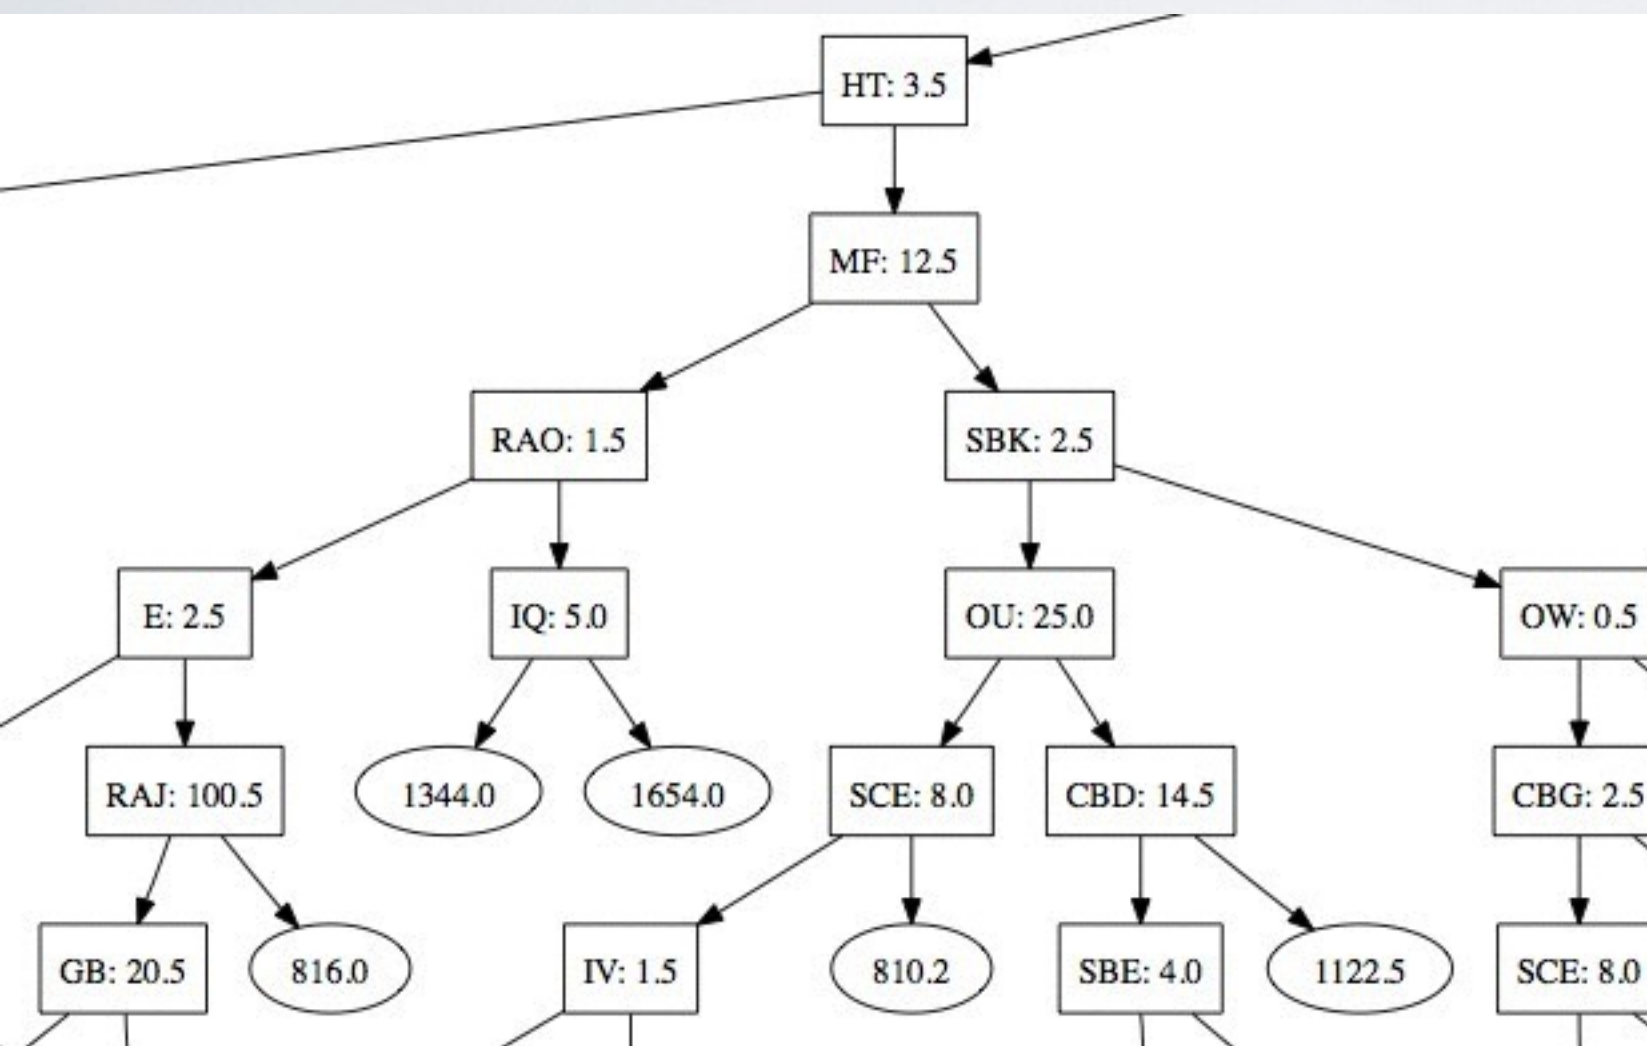 HT: 3.5
MF: 12.5
RAO: 1.5
SBK: 2.5
E: 2.5
IQ: 5.0
OU: 25.0
OW: 0.5
RAJ: 100.5
1344.0
1654.0
SCE: 8.0
CBD: 14.5
CBG: 2.5
GB: 20.5
816.0
IV: 1.5
810.2
SBE: 4.0
1122.5
SCE: 8.0